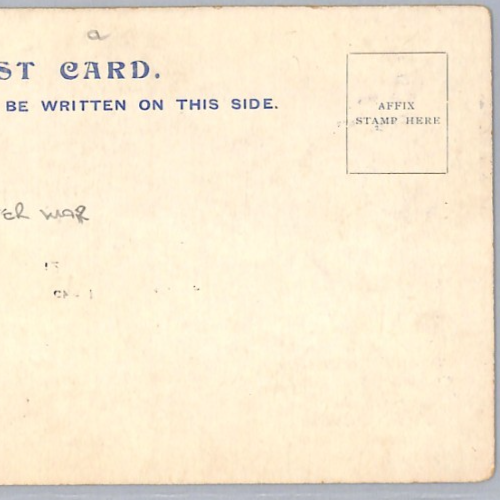 a
ST CARD.
BE WRITTEN ON THIS SIDE.
AFFIX
STAMP HERE
ER WAR